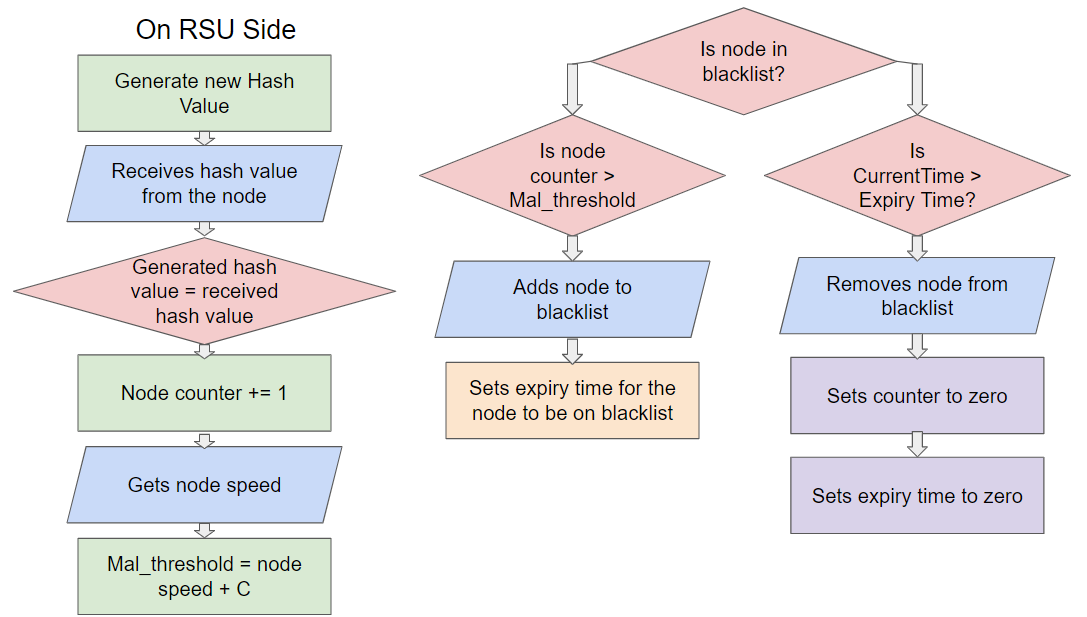 On RSU Side
Generate new Hash
Value
Receives hash value
from the node
Generated hash
value = received
hash value
Node counter += 1
Gets node speed
Mal_threshold = node
speed + C
Is node in
blacklist?
Is node
counter >
Mal_threshold
Adds node to
blacklist
Sets expiry time for the
node to be on blacklist
Is
CurrentTime >
Expiry Time?
Removes node from
blacklist
Sets counter to zero
Sets expiry time to zero